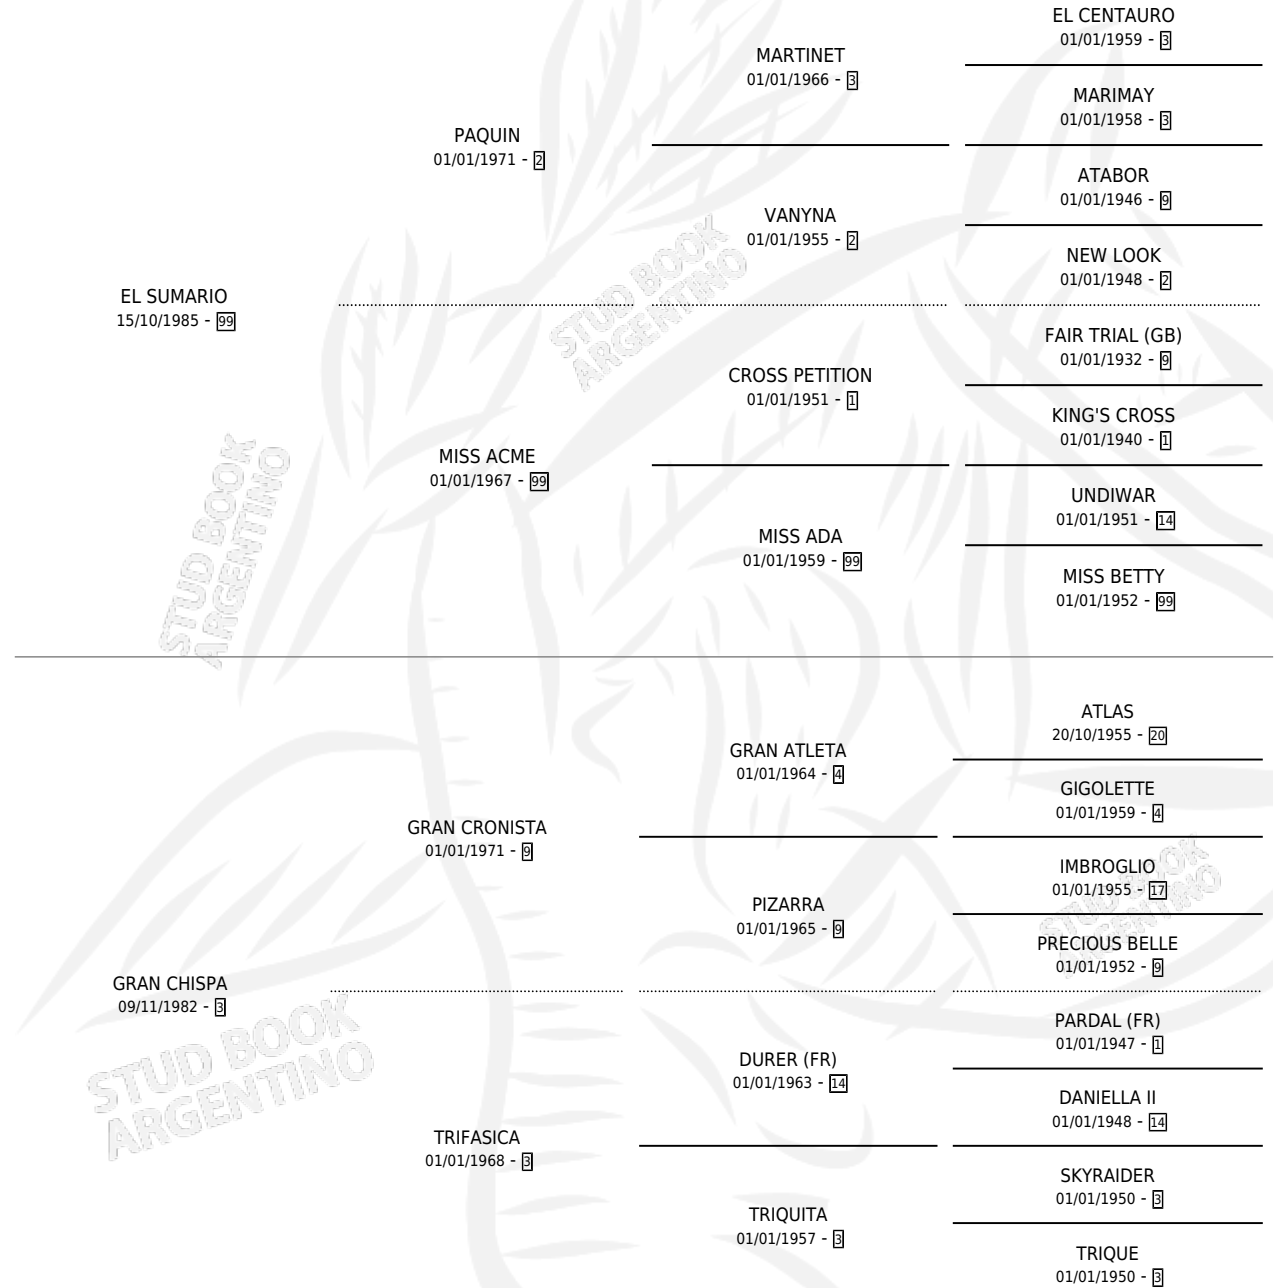 EL CENTAURO
01/01/1959 - 3
MARTINET
01/01/1966 - 3
MARIMAY
01/01/1958 - 3
PAQUIN
01/01/1971 - 2
ATABOR
01/01/1946 - 9
VANYNA
01/01/1955 - 2
NEW LOOK
01/01/1948 - 2
EL SUMARIO
15/10/1985 - 99
STUD BOOK
ARGENTINO
FAIR TRIAL (GB)
01/01/1932 - 9
CROSS PETITION
01/01/1951 - 1
KING'S CROSS
01/01/1940 - 1
MISS ACME
01/01/1967 - 99
UNDIWAR
01/01/1951 - 14
MISS ADA
01/01/1959 - 99
MISS BETTY
01/01/1952 - 99
STUD BOOK
ARGENTINO
ATLAS
20/10/1955 - 20
GRAN ATLETA
01/01/1964 - 4
GIGOLETTE
01/01/1959 - 4
GRAN CRONISTA
01/01/1971 - 9
IMBROGLIO
01/01/1955 - 17
PIZARRA
01/01/1965 - 9
PRECIOUS BELLE
01/01/1952 - 9
STUD BOOK
ARGENTINO
GRAN CHISPA
09/11/1982 - 3
PARDAL (FR)
01/01/1947 - 1
DURER (FR)
01/01/1963 - 14
DANIELLA II
01/01/1948 - 14
STUD BOOK
ARGENTINO
TRIFASICA
01/01/1968 - 3
SKYRAIDER
01/01/1950 - 3
TRIQUITA
01/01/1957 - 3
TRIQUE
01/01/1950 - 3